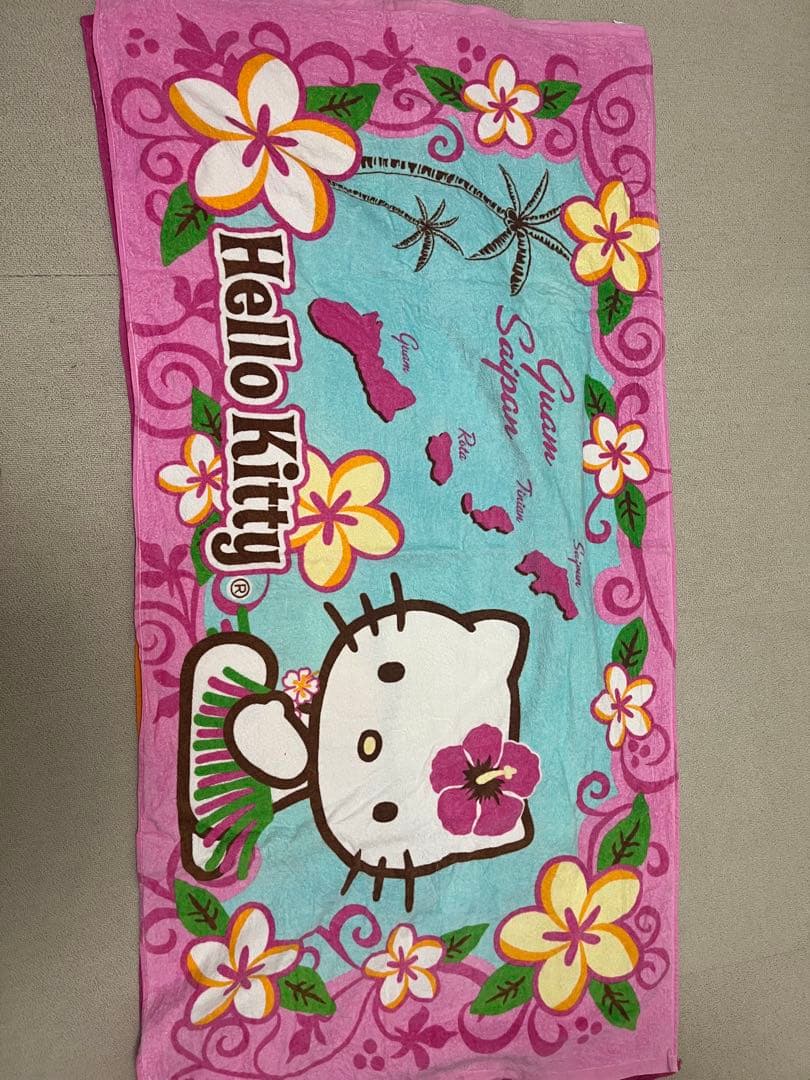 Guam
Saipan
Saipan
Tinian
Rota
Guam
Hello Kitty®